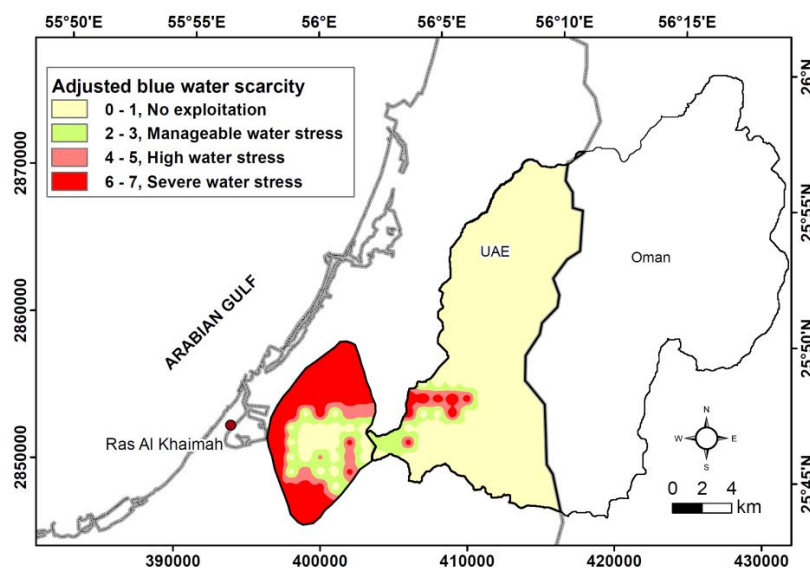 55°50'E 55°55'E 56°0'E 56°5'E 56°10'E 56°15'E
Adjusted blue water scarcity
0 - 1, No exploitation
2 - 3, Manageable water stress
4 - 5, High water stress
6 - 7, Severe water stress
26°N
2870000
25°55'N
UAE
Oman
ARABIAN GULF
2860000
25°50'N
Ras Al Khaimah
2850000
N
W E
S
25°45'N
0 2 4
km
390000 400000 410000 420000 430000